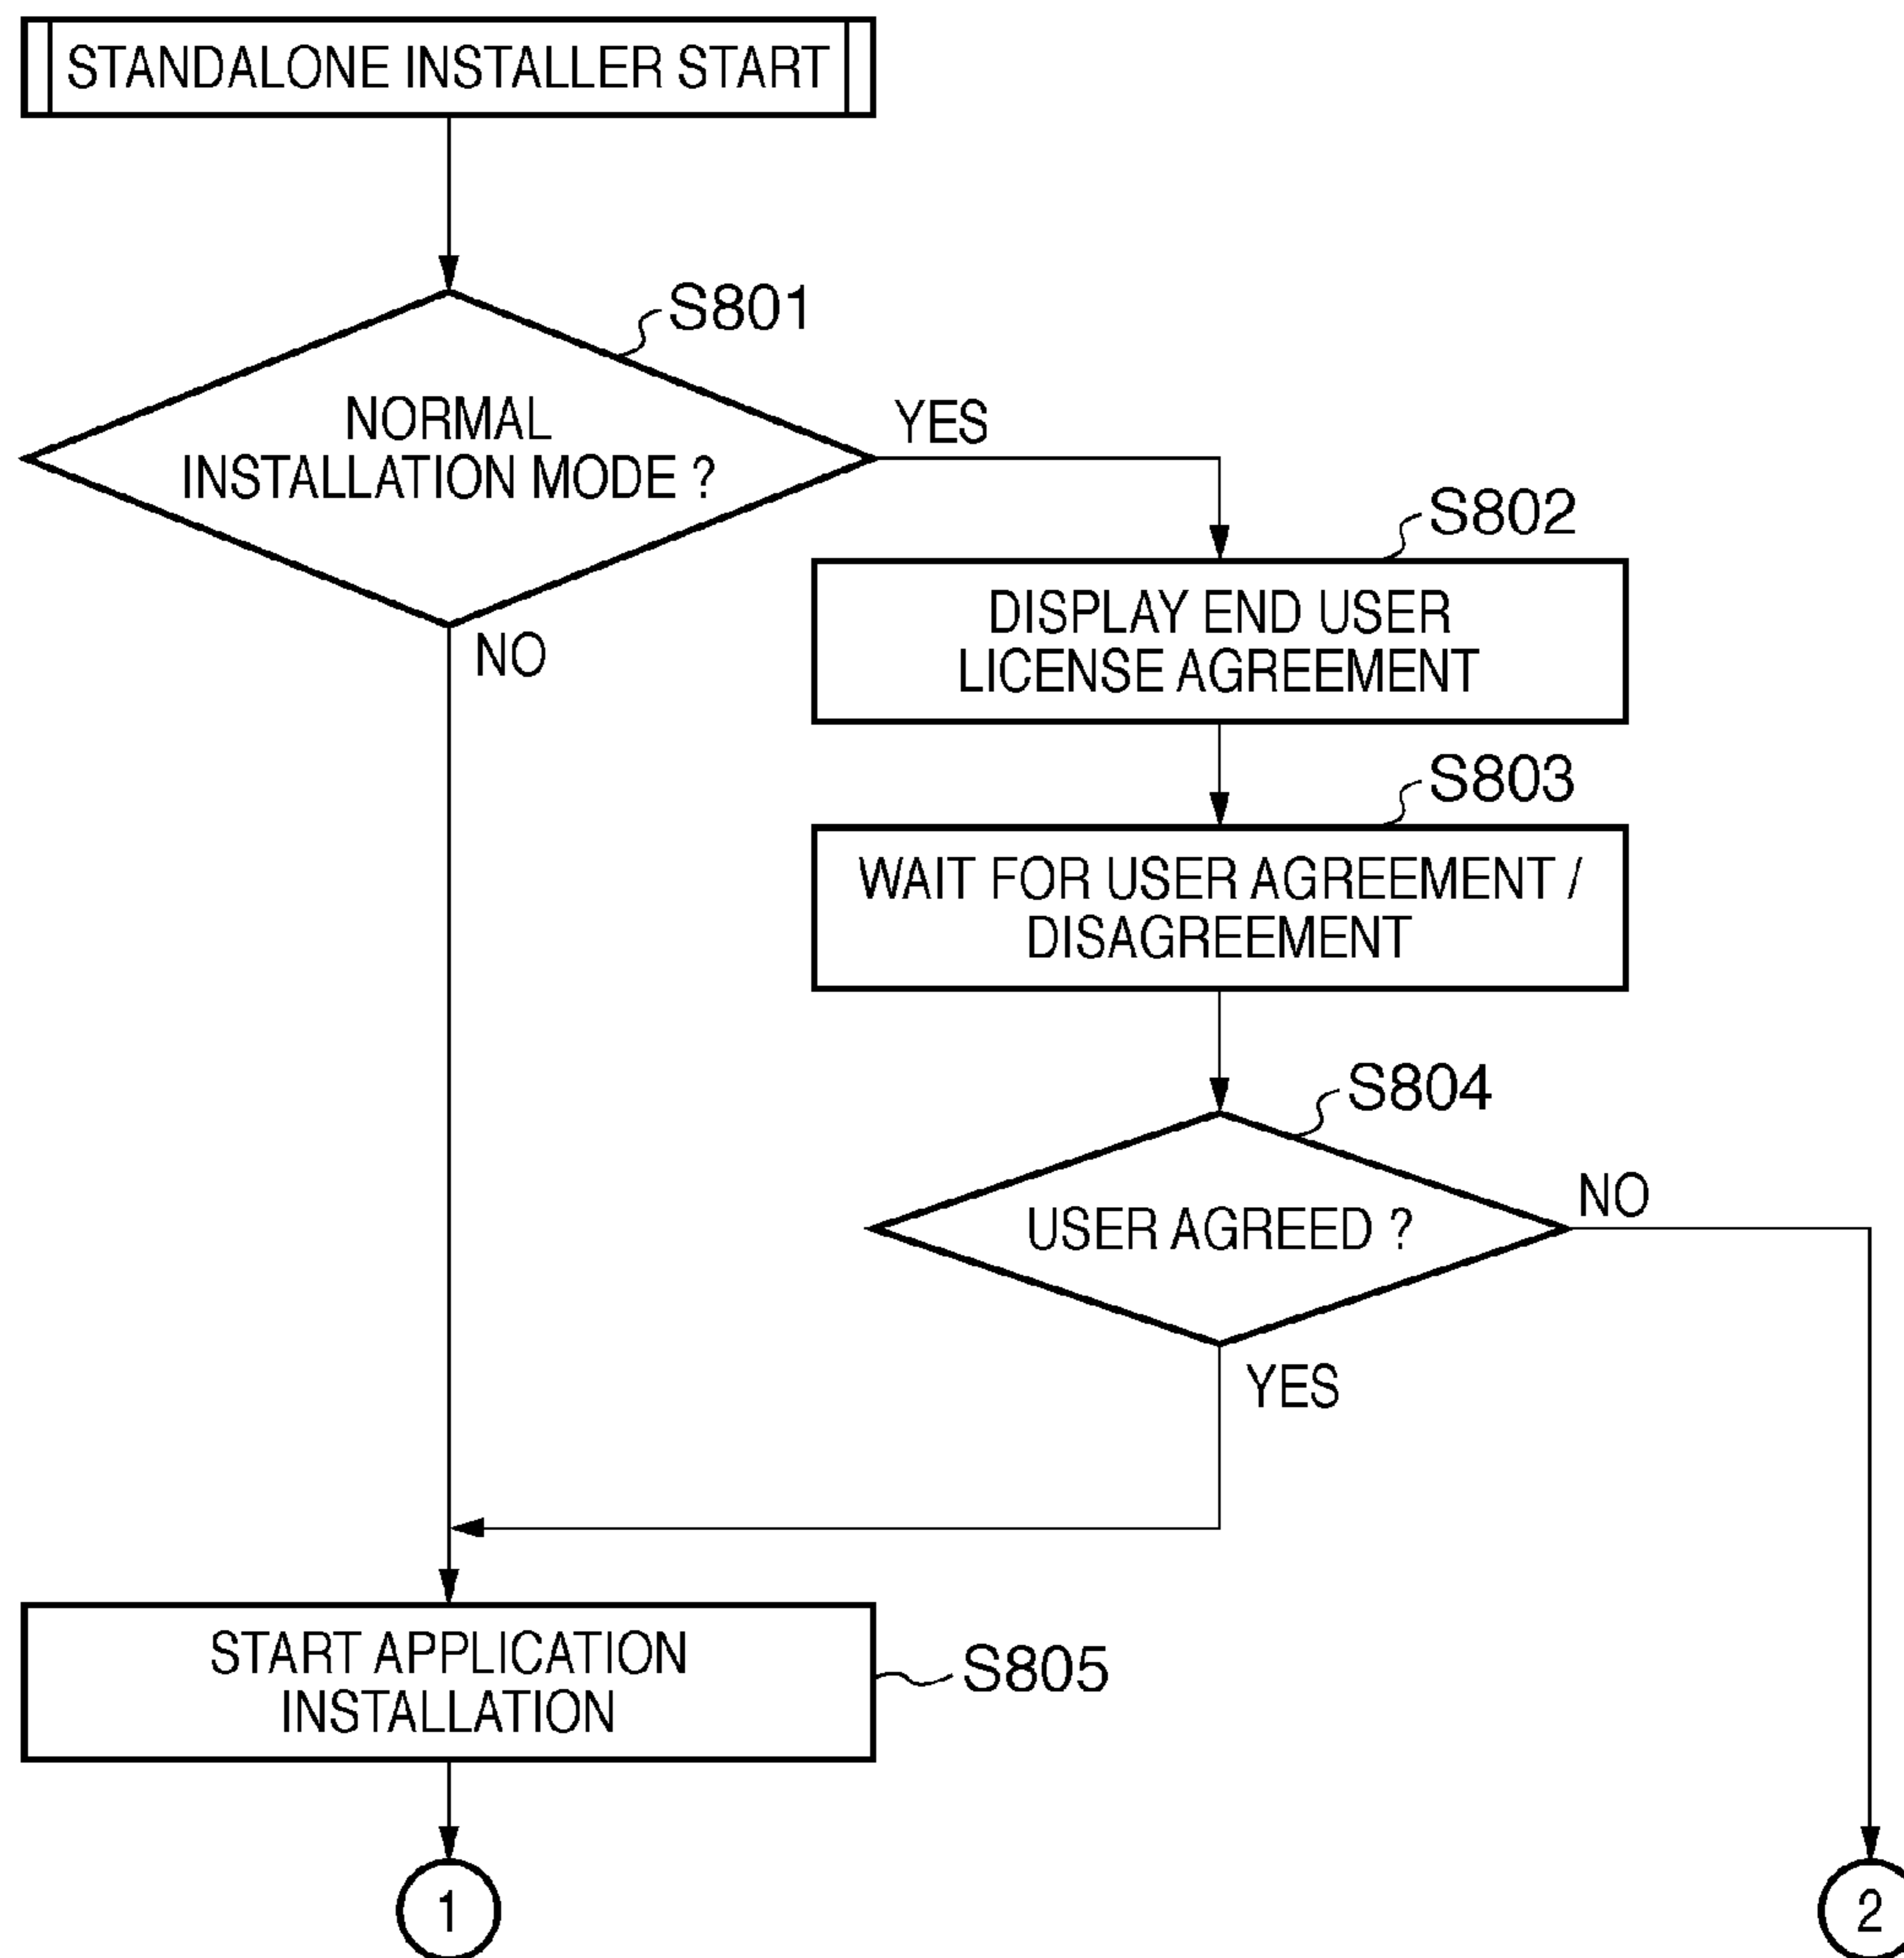 STANDALONE INSTALLER START
S801
NORMAL
INSTALLATION MODE ?
YES
NO
S802
DISPLAY END USER
LICENSE AGREEMENT
S803
WAIT FOR USER AGREEMENT /
DISAGREEMENT
S804
USER AGREED ?
NO
YES
START APPLICATION
INSTALLATION
S805
1
2